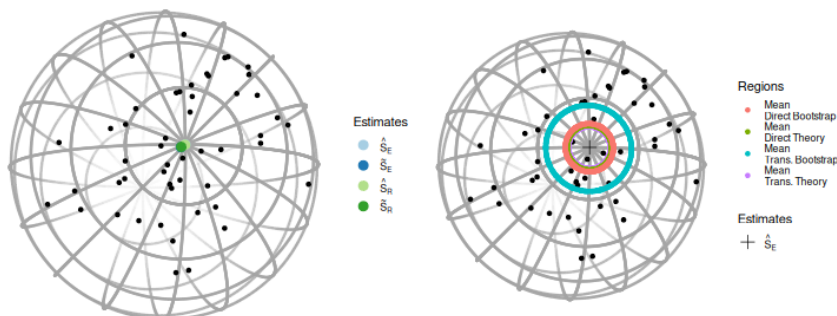 Estimates
Ŝ_E
S̃_E
Ŝ_R
S̃_R
Regions
Mean
Direct Bootstrap
Mean
Direct Theory
Mean
Trans. Bootstrap
Mean
Trans. Theory
Estimates
Ŝ_E